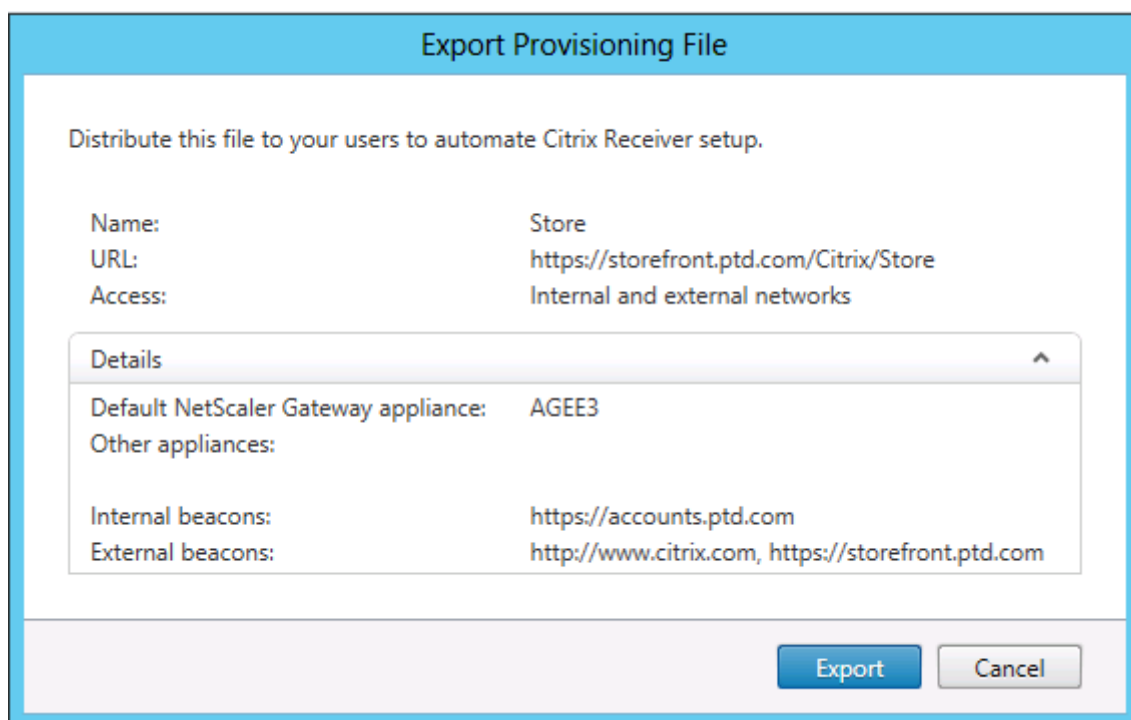 Export Provisioning File
Distribute this file to your users to automate Citrix Receiver setup.
Name: Store
URL: https://storefront.ptd.com/Citrix/Store
Access: Internal and external networks
Details
Default NetScaler Gateway appliance: AGEE3
Other appliances:
Internal beacons: https://accounts.ptd.com
External beacons: http://www.citrix.com, https://storefront.ptd.com
Export Cancel